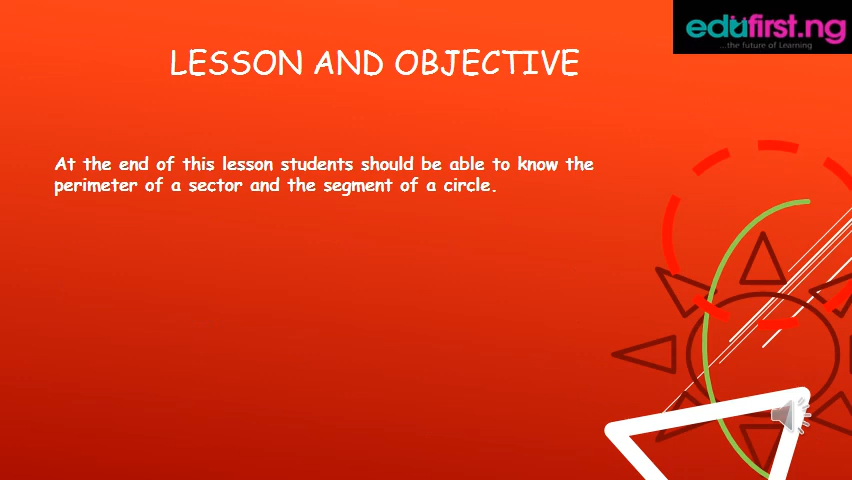 edufirst.ng
...the future of Learning
LESSON AND OBJECTIVE
At the end of this lesson students should be able to know the
perimeter of a sector and the segment of a circle.